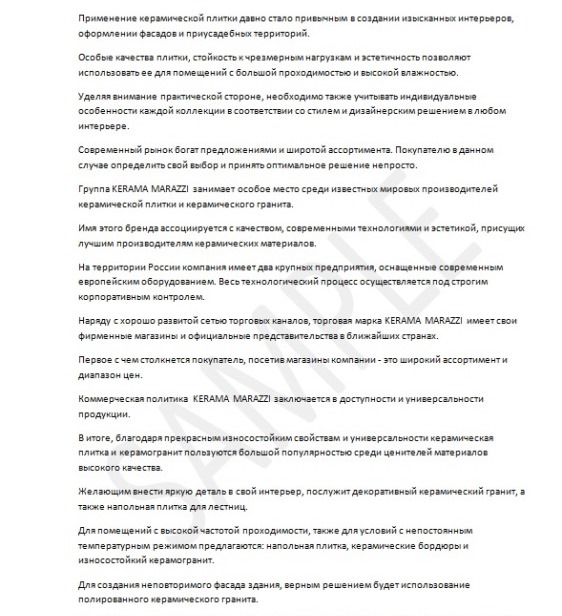 Применение керамической плитки давно стало привычным в создании изысканных интерьеров,
оформлении фасадов и приусадебных территорий.
Особые качества плитки, стойкость к чрезмерным нагрузкам и эстетичность позволяют
использовать ее для помещений с большой проходимостью и высокой влажностью.
Уделяя внимание практической стороне, необходимо также учитывать индивидуальные
особенности каждой коллекции в соответствии со стилем и дизайнерским решением в любом
интерьере.
Современный рынок богат предложениями и широтой ассортимента. Покупателю в данном
случае определить свой выбор и принять оптимальное решение непросто.
Группа KERAMA MARAZZI занимает особое место среди известных мировых производителей
керамической плитки и керамического гранита.
Имя этого бренда ассоциируется с качеством, современными технологиями и эстетикой, присущих
лучшим производителям керамических материалов.
На территории России компания имеет два крупных предприятия, оснащенные современным
европейским оборудованием. Весь технологический процесс осуществляется под строгим
корпоративным контролем.
Наряду с хорошо развитой сетью торговых каналов, торговая марка KERAMA MARAZZI имеет свои
фирменные магазины и официальные представительства в ближайших странах.
Первое с чем столкнется покупатель, посетив магазины компании - это широкий ассортимент и
диапазон цен.
Коммерческая политика KERAMA MARAZZI заключается в доступности и универсальности
продукции.
В итоге, благодаря прекрасным износостойким свойствам и универсальности керамическая
плитка и керамогранит пользуются большой популярностью среди ценителей материалов
высокого качества.
Желающим внести яркую деталь в свой интерьер, послужит декоративный керамический гранит, а
также напольная плитка для лестниц.
Для помещений с высокой частотой проходимости, также для условий с непостоянным
температурным режимом предлагаются: напольная плитка, керамические бордюры и
износостойкий керамогранит.
Для создания неповторимого фасада здания, верным решением будет использование
полированного керамического гранита.
SAMPLE